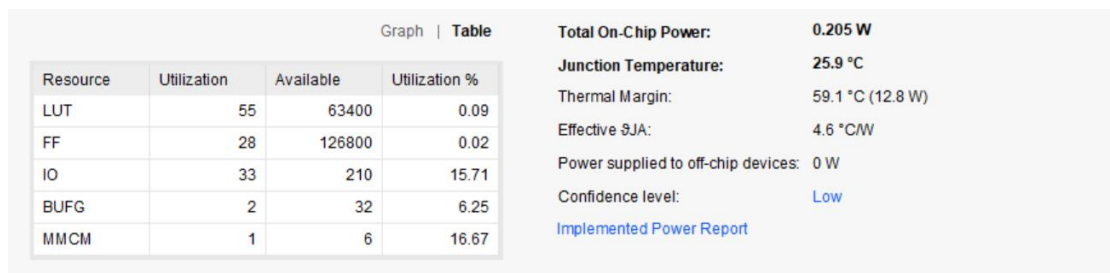 Graph | Table
Resource Utilization Available Utilization %
LUT 55 63400 0.09
FF 28 126800 0.02
IO 33 210 15.71
BUFG 2 32 6.25
MMCM 1 6 16.67
Total On-Chip Power: 0.205 W
Junction Temperature: 25.9 °C
Thermal Margin: 59.1 °C (12.8 W)
Effective ϑJA: 4.6 °C/W
Power supplied to off-chip devices: 0 W
Confidence level: Low
Implemented Power Report